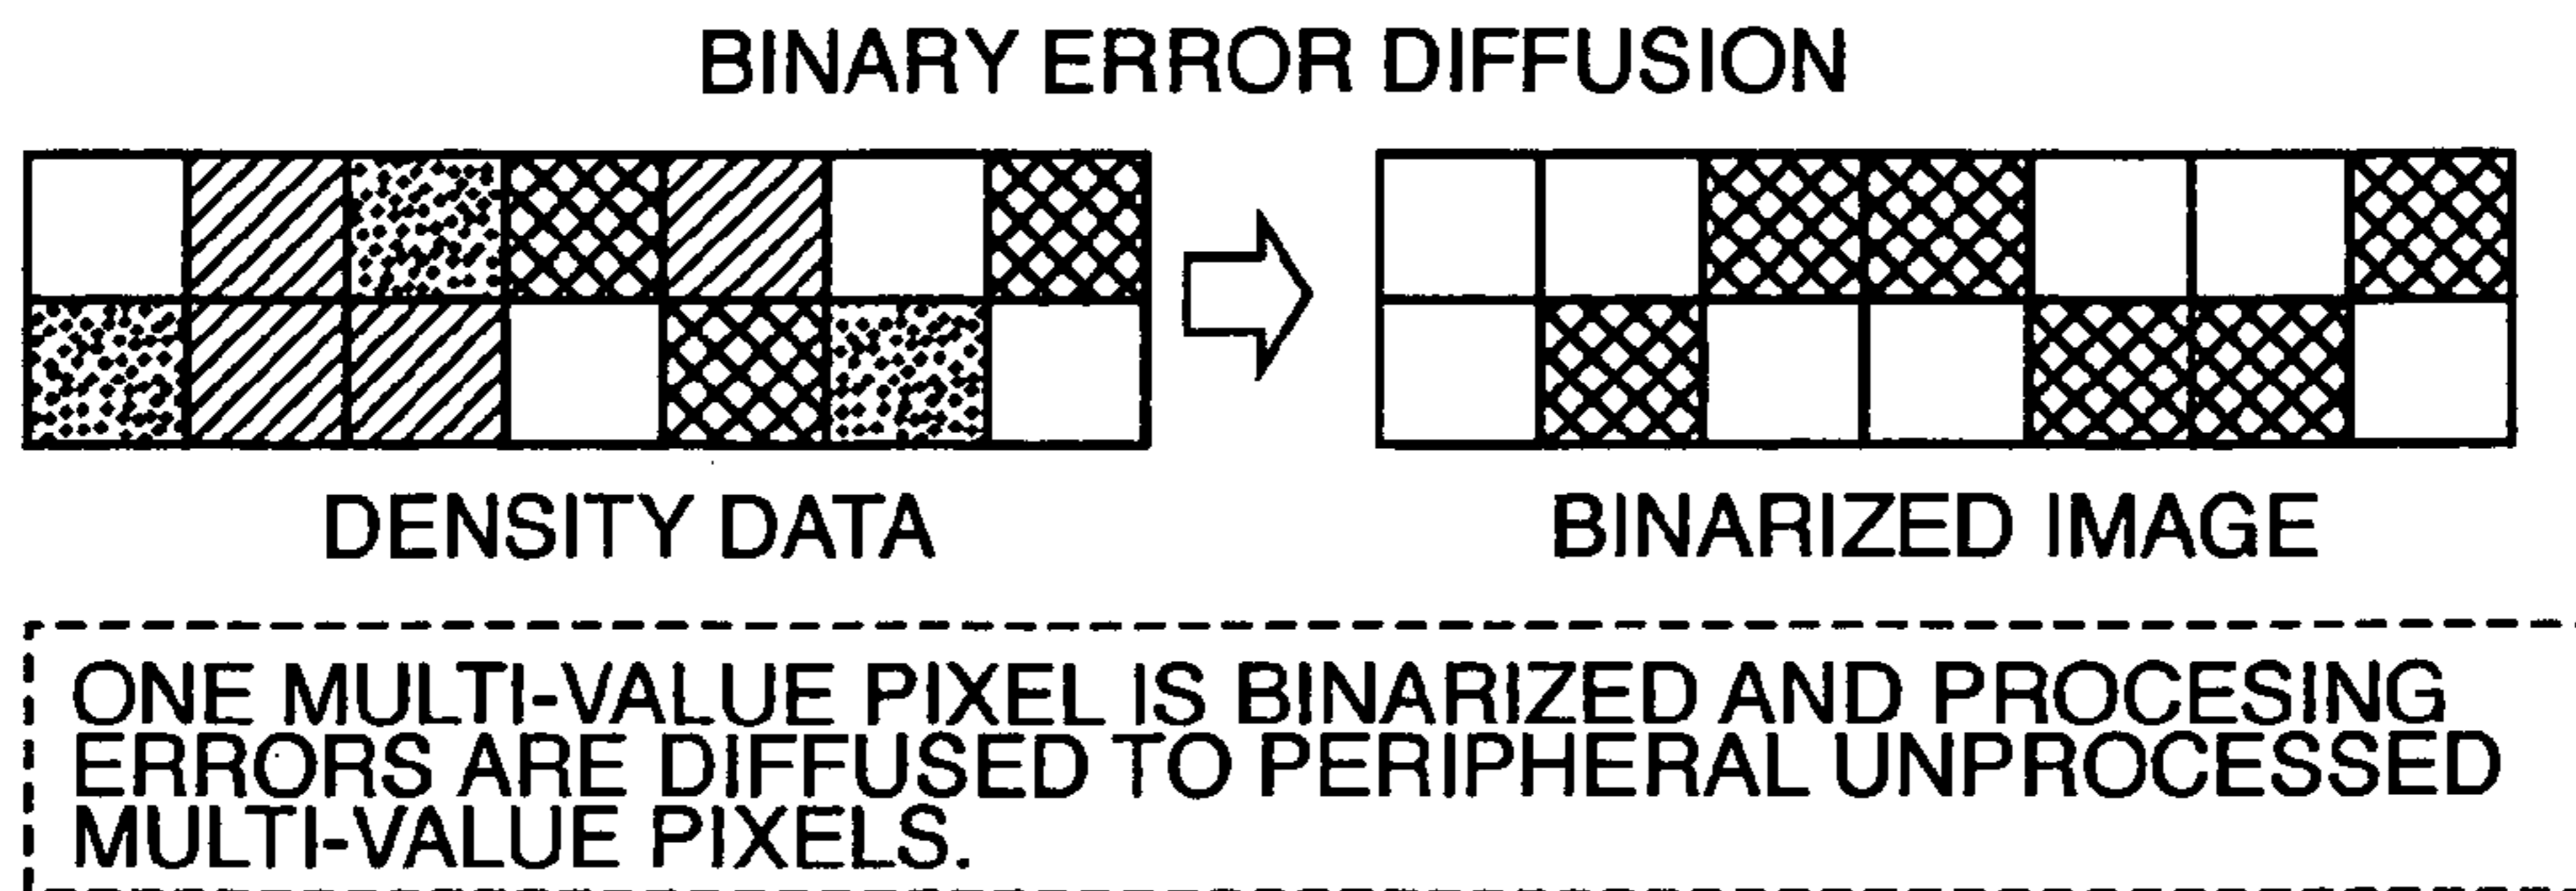 BINARY ERROR DIFFUSION
DENSITY DATA
BINARIZED IMAGE
ONE MULTI-VALUE PIXEL IS BINARIZED AND PROCESING
ERRORS ARE DIFFUSED TO PERIPHERAL UNPROCESSED
MULTI-VALUE PIXELS.